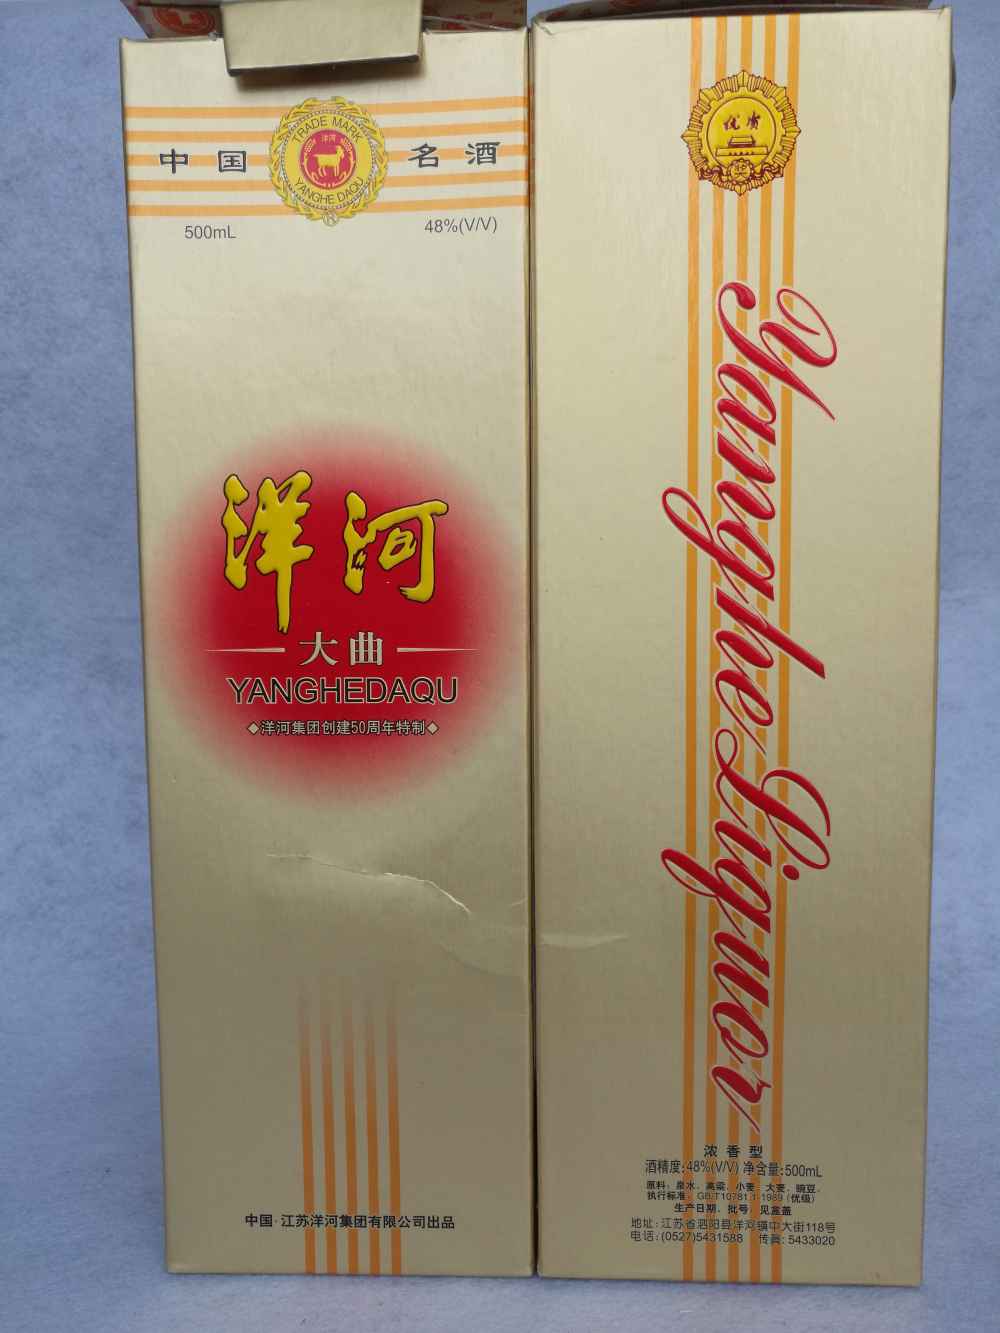 中国
名酒
TRADE MARK
洋河
YANGHE DAQU
500mL
48%(V/V)
洋河
大曲
YANGHEDAQU
◆洋河集团创建50周年特制◆
中国·江苏洋河集团有限公司出品
优质
Yanghe Liquor
浓香型
酒精度:48%(V/V) 净含量:500mL
原料: 泉水、高粱、小麦、大麦、豌豆、
执行标准: GB/T10781.1-1989 (优级)
生产日期、批号: 见盒盖
地址: 江苏省泗阳县洋河镇中大街118号
电话: (0527)5431588 传真: 5433020